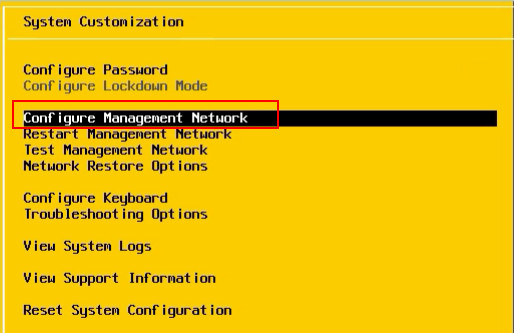 System Customization
Configure Password
Configure Lockdown Mode
Configure Management Network
Restart Management Network
Test Management Network
Network Restore Options
Configure Keyboard
Troubleshooting Options
View System Logs
View Support Information
Reset System Configuration